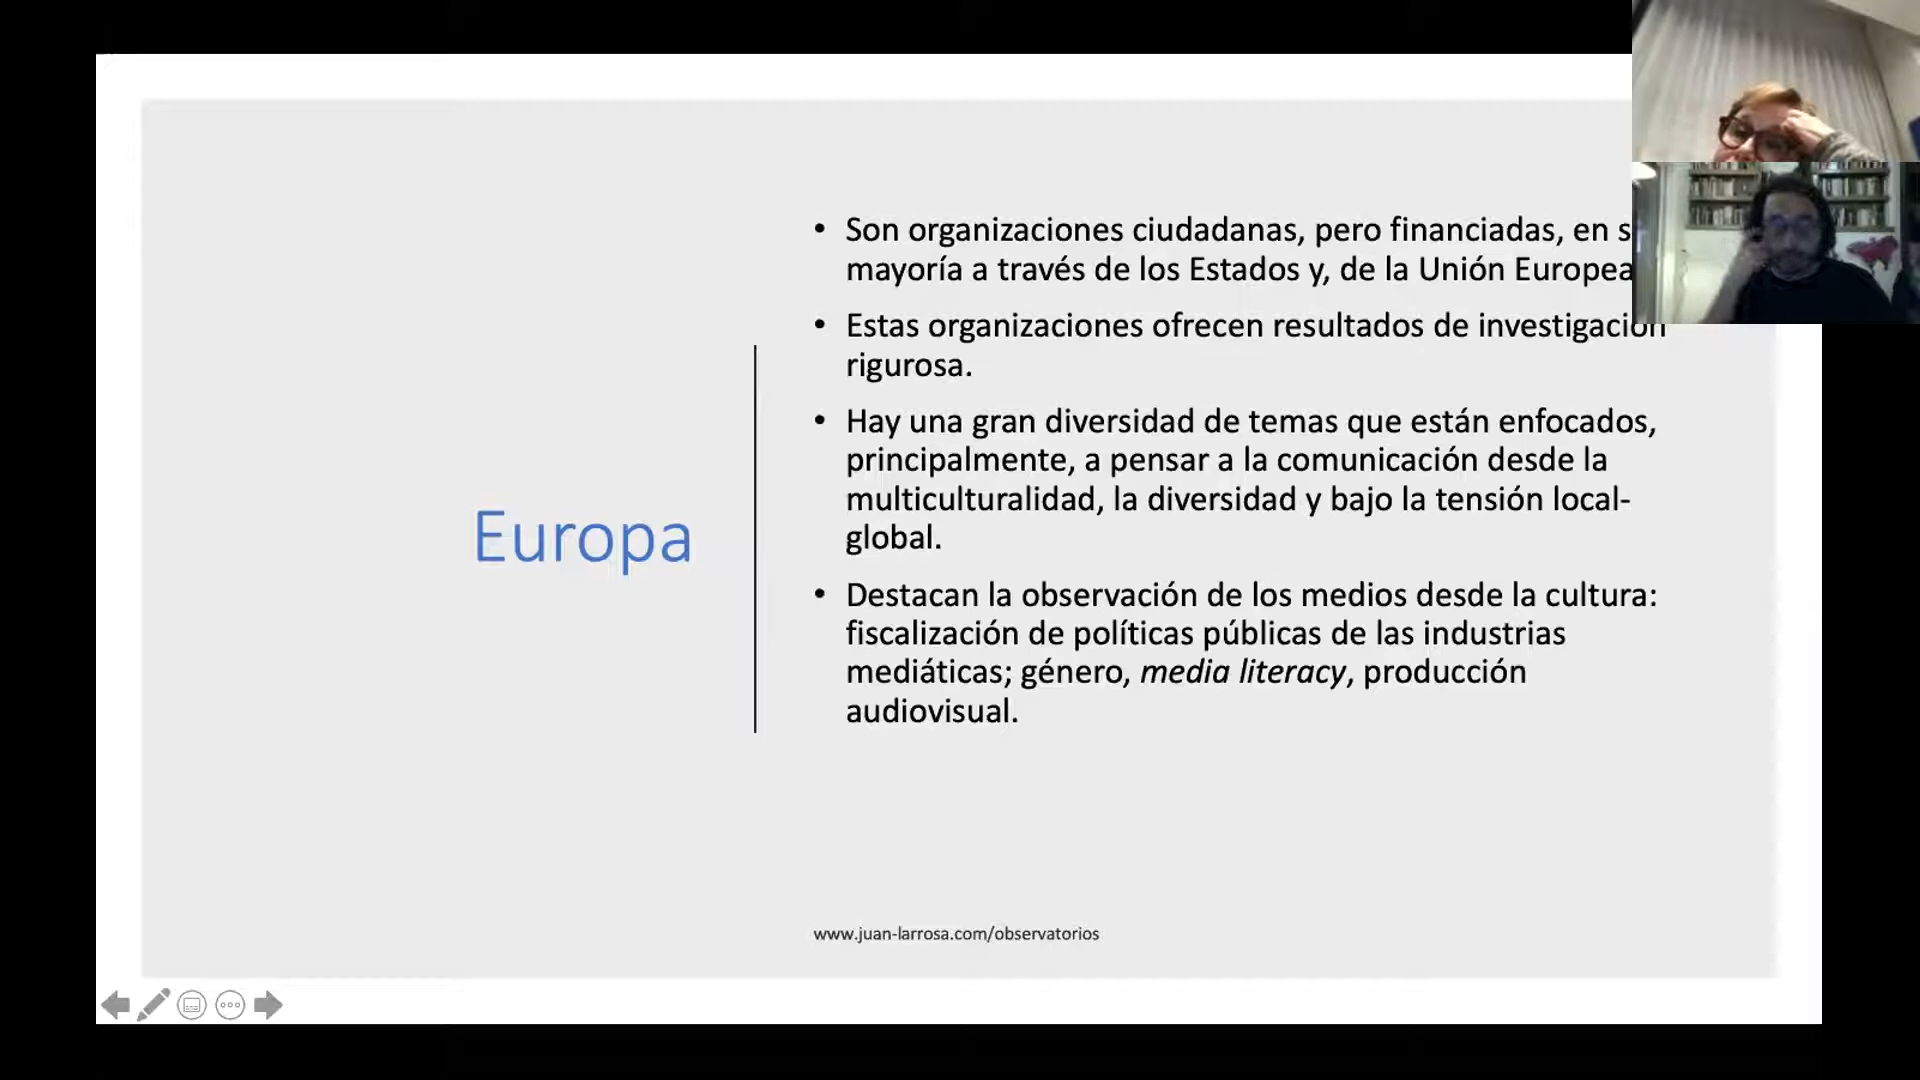 Europa
• Son organizaciones ciudadanas, pero financiadas, en
mayoría a través de los Estados y, de la Unión Europea
• Estas organizaciones ofrecen resultados de investigación
rigurosa.
• Hay una gran diversidad de temas que están enfocados,
principalmente, a pensar a la comunicación desde la
multiculturalidad, la diversidad y bajo la tensión local-
global.
• Destacan la observación de los medios desde la cultura:
fiscalización de políticas públicas de las industrias
mediáticas; género, media literacy, producción
audiovisual.
www.juan-larrosa.com/observatorios